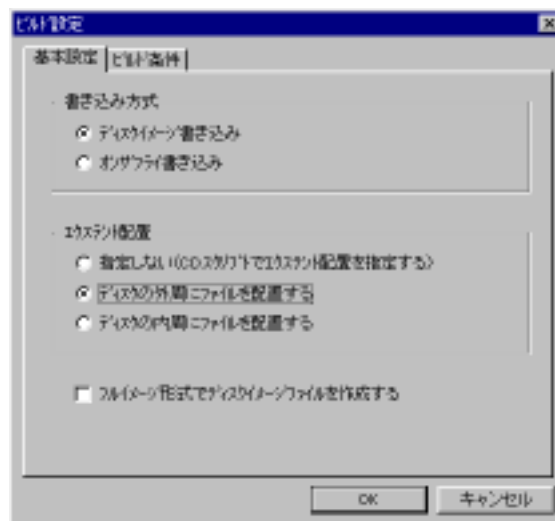 ビルド設定
基本設定 ビルド条件
書き込み方式
ディスクイメージ書き込み
オンザフライ書き込み
エクステント配置
指定しない(CDスクリプトでエクステント配置を指定する)
ディスクの外周にファイルを配置する
ディスクの内周にファイルを配置する
フルイメージ形式でディスクイメージファイルを作成する
OK キャンセル